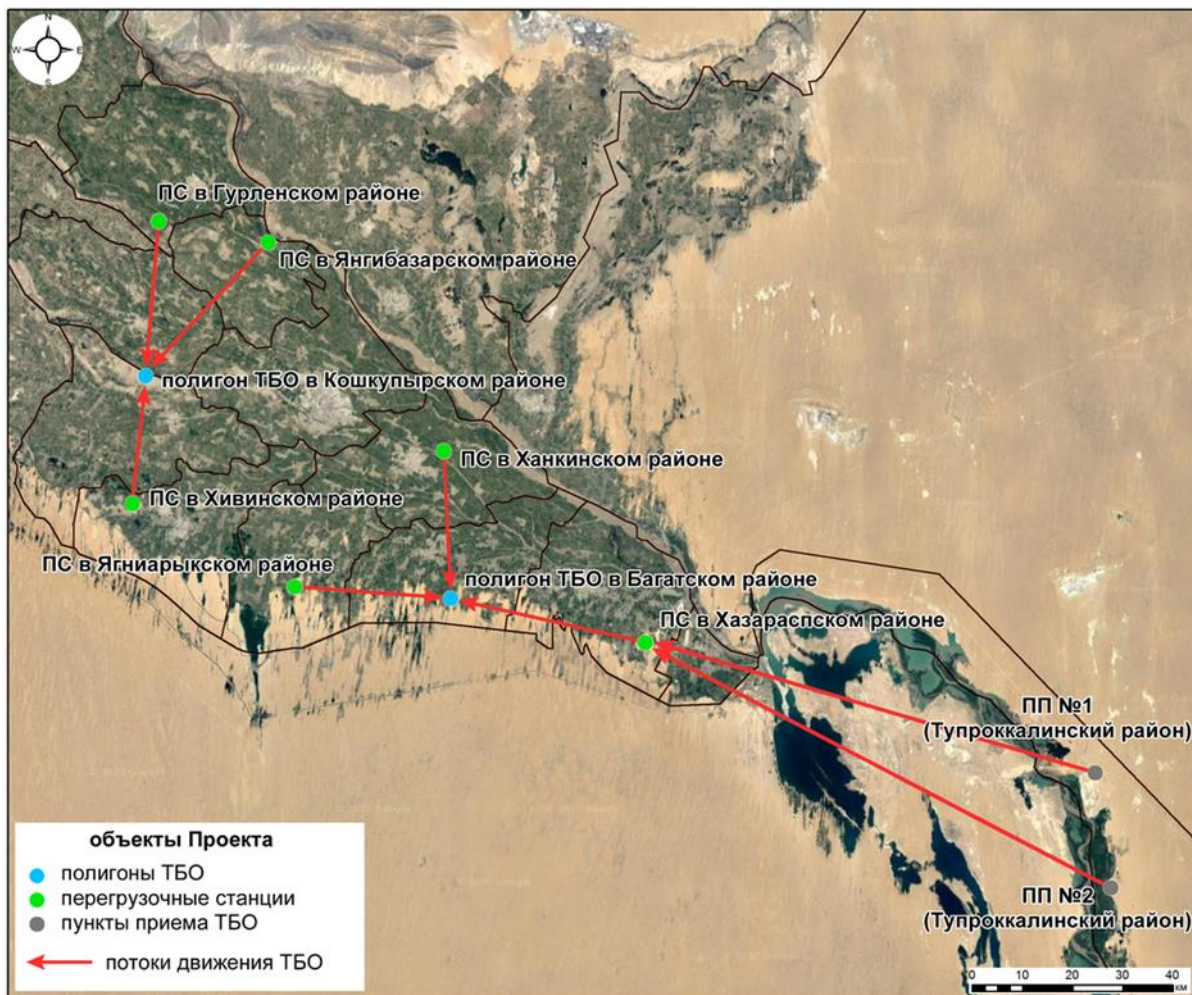 N
W E
S
ПС в Гурленском районе
ПС в Янгибазарском районе
полигон ТБО в Кошкупырском районе
ПС в Ханкинском районе
ПС в Хивинском районе
ПС в Ягниарыкском районе
полигон ТБО в Багатском районе
ПС в Хазараспском районе
ПП №1
(Тупроккалинский район)
ПП №2
(Тупроккалинский район)
объекты Проекта
полигоны ТБО
перегрузочные станции
пункты приема ТБО
потоки движения ТБО
0 10 20 30 40
км